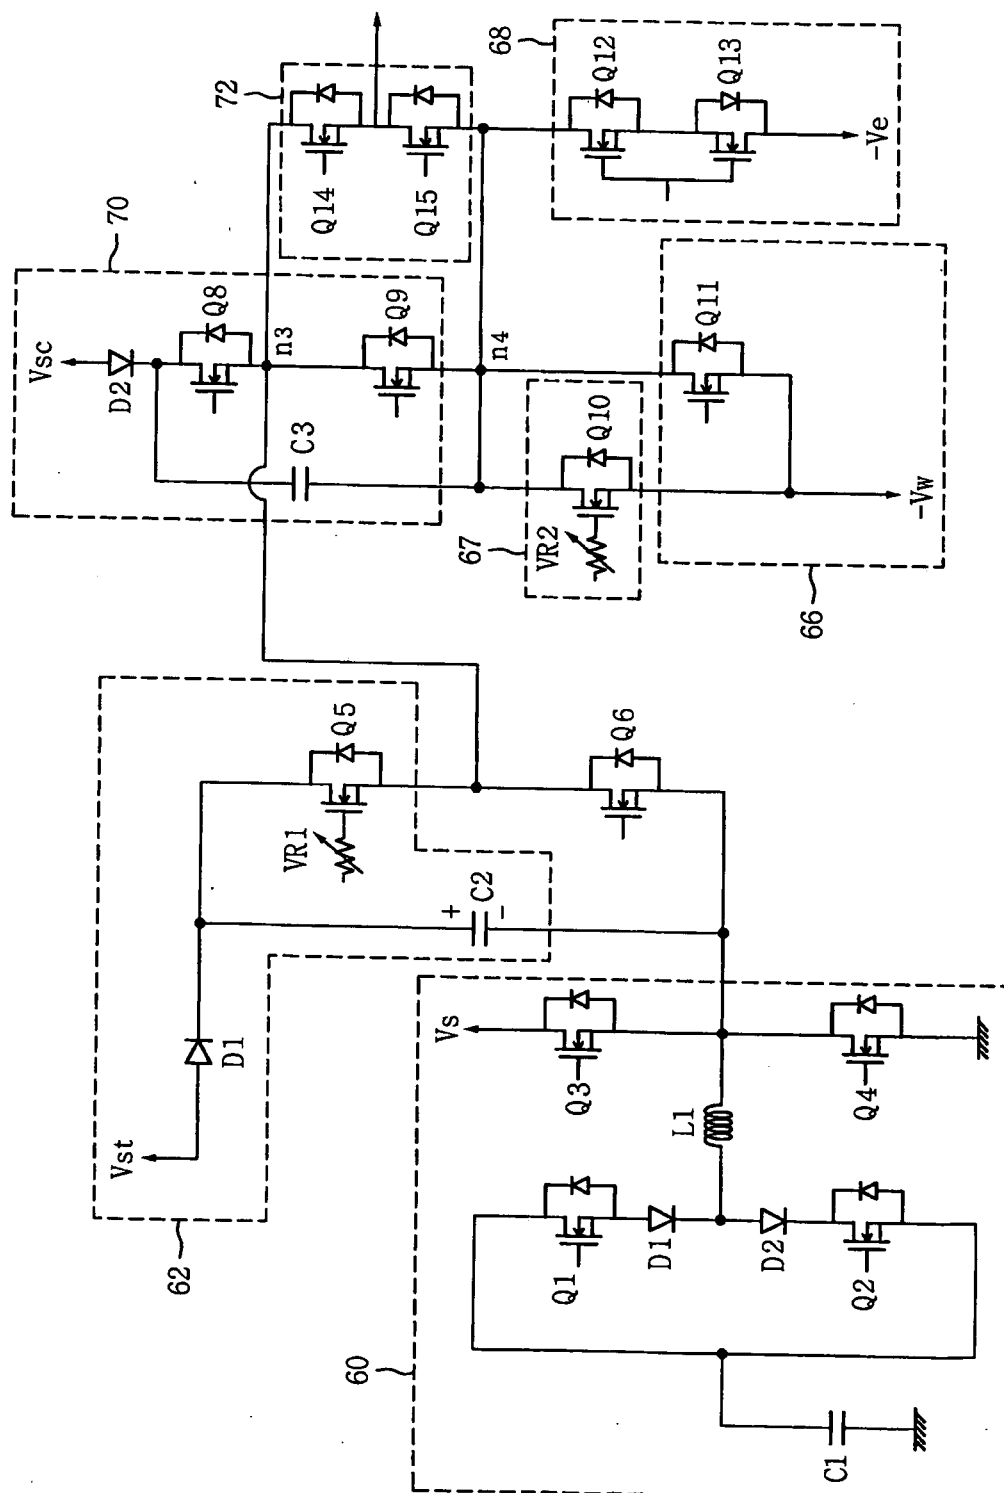 72
68
Q12
Q13
-Ve
Q14
Q15
70
Vsc
D2
Q8
n3
C3
Q9
n4
67
VR2
Q10
Q11
-Vw
66
Q5
VR1
Q6
C2
+
-
Vst
D1
62
Vs
Q3
L1
Q4
Q1
D1
D2
Q2
60
C1